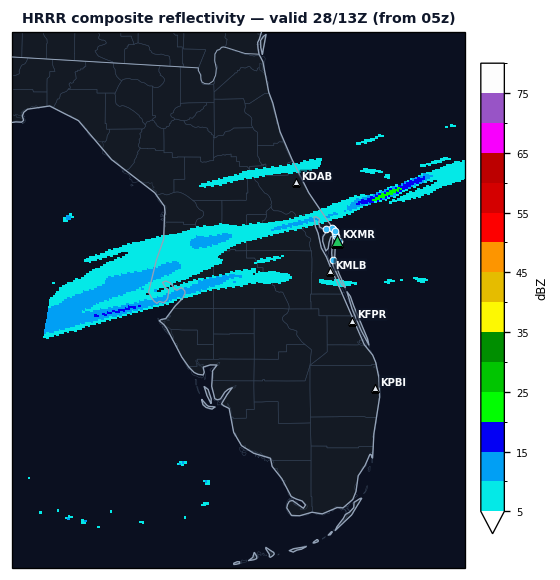 HRRR composite reflectivity — valid 28/13Z (from 05z)
KDAB
KXMR
KMLB
KFPR
KPBI
75
65
55
45
35
25
15
5
dBZ